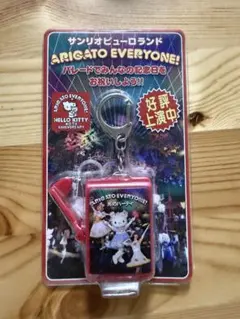 サンリオピューロランド
ARIGATO EVERYONE!
パレードでみんなの記念日を
お祝いしよう!!
ARIGATO EVERYONE!
HELLO KITTY
ANNIVERSARY
好評
上演中
ARIGATO EVERYONE!